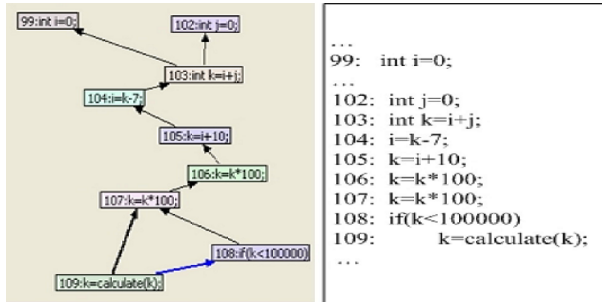 99:int i=0;
102:int j=0;
103:int k=i+j;
104:i=k-7;
105:k=i+10;
106:k=k*100;
107:k=k*100;
108:if(k<100000)
109:k=calculate(k);
...
99: int i=0;
...
102: int j=0;
103: int k=i+j;
104: i=k-7;
105: k=i+10;
106: k=k*100;
107: k=k*100;
108: if(k<100000)
109: k=calculate(k);
...